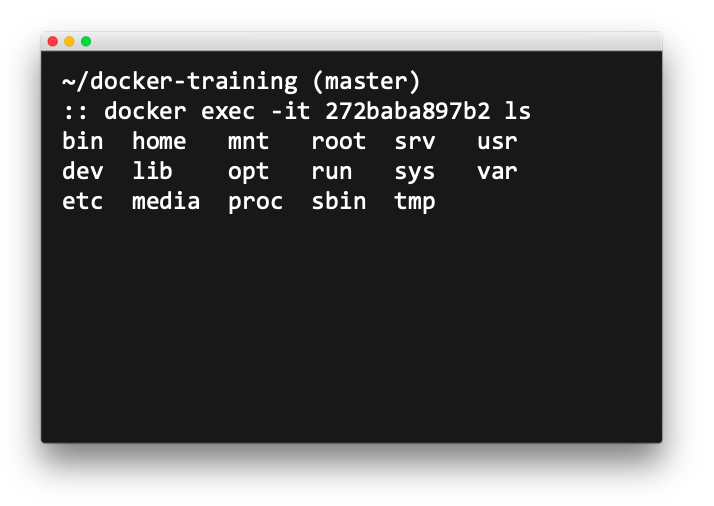 ~/docker-training (master)
:: docker exec -it 272baba897b2 ls
bin home mnt root srv usr
dev lib opt run sys var
etc media proc sbin tmp